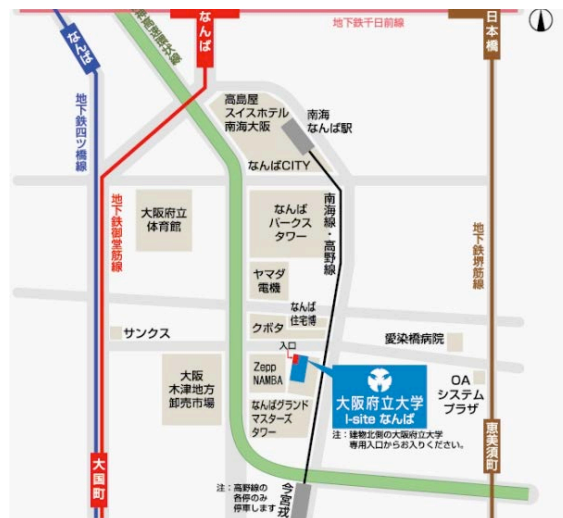 なんば
なんば
地下鉄千日前線
日本橋
地下鉄四ツ橋線
高島屋
スイスホテル
南海大阪
南海
なんば駅
なんばCITY
地下鉄御堂筋線
大阪府立
体育館
なんば
パークス
タワー
南海線・高野線
地下鉄堺筋線
ヤマダ
電機
なんば
住宅博
クボタ
サンクス
入口
愛染橋病院
大阪
木津地方
卸売市場
Zepp
NAMBA
大阪府立大学
I-site なんば
注：建物北側の大阪府立大学
専用入口からお入りください。
OA
システム
プラザ
なんばグランド
マスターズ
タワー
大国町
恵美須町
注：高野線の
各停のみ
停車します
今宮戎